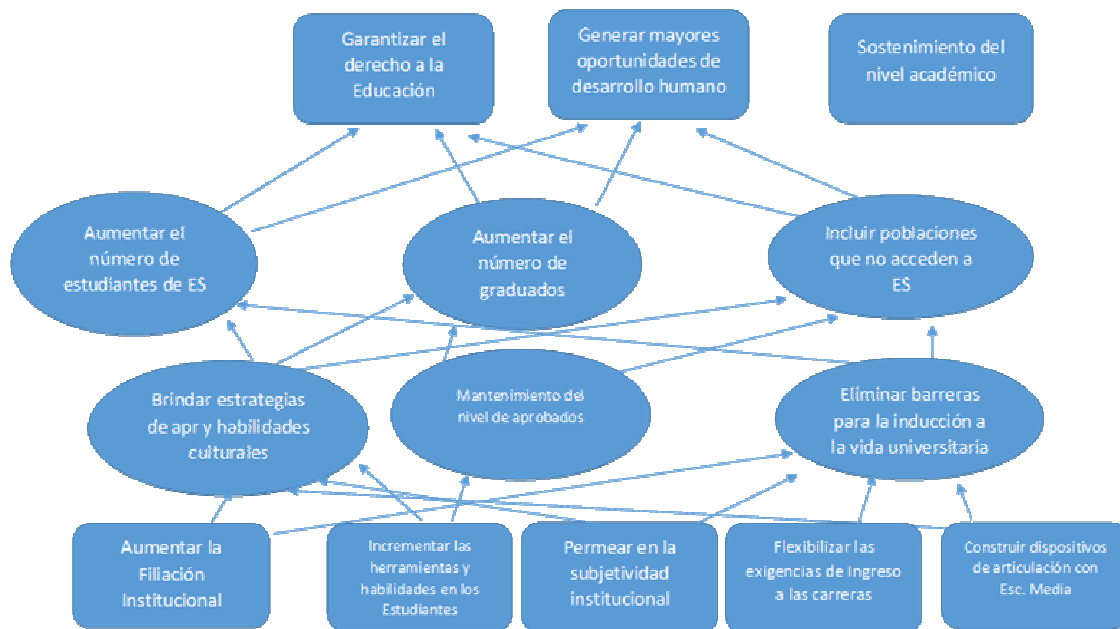 Garantizar el
derecho a la
Educación
Generar mayores
oportunidades de
desarrollo humano
Sostenimiento del
nivel académico
Aumentar el
número de
estudiantes de ES
Aumentar el
número de
graduados
Incluir poblaciones
que no acceden a
ES
Brindar estrategias
de apr y habilidades
culturales
Mantenimiento del
nivel de aprobados
Eliminar barreras
para la inducción a
la vida universitaria
Aumentar la
Filiación
Institucional
Incrementar las
herramientas y
habilidades en los
Estudiantes
Permear en la
subjetividad
institucional
Flexibilizar las
exigencias de Ingreso
a las carreras
Construir dispositivos
de articulación con
Esc. Media